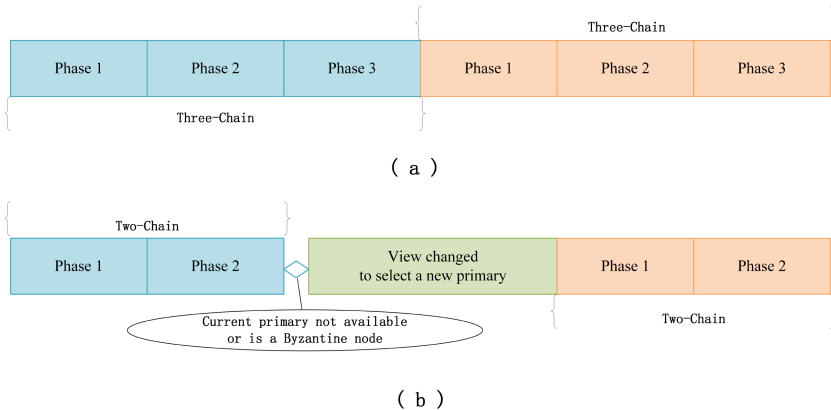 Three-Chain
Phase 1
Phase 2
Phase 3
Phase 1
Phase 2
Phase 3
Three-Chain
( a )
Two-Chain
Phase 1
Phase 2
View changed
to select a new primary
Phase 1
Phase 2
Current primary not available
or is a Byzantine node
Two-Chain
( b )